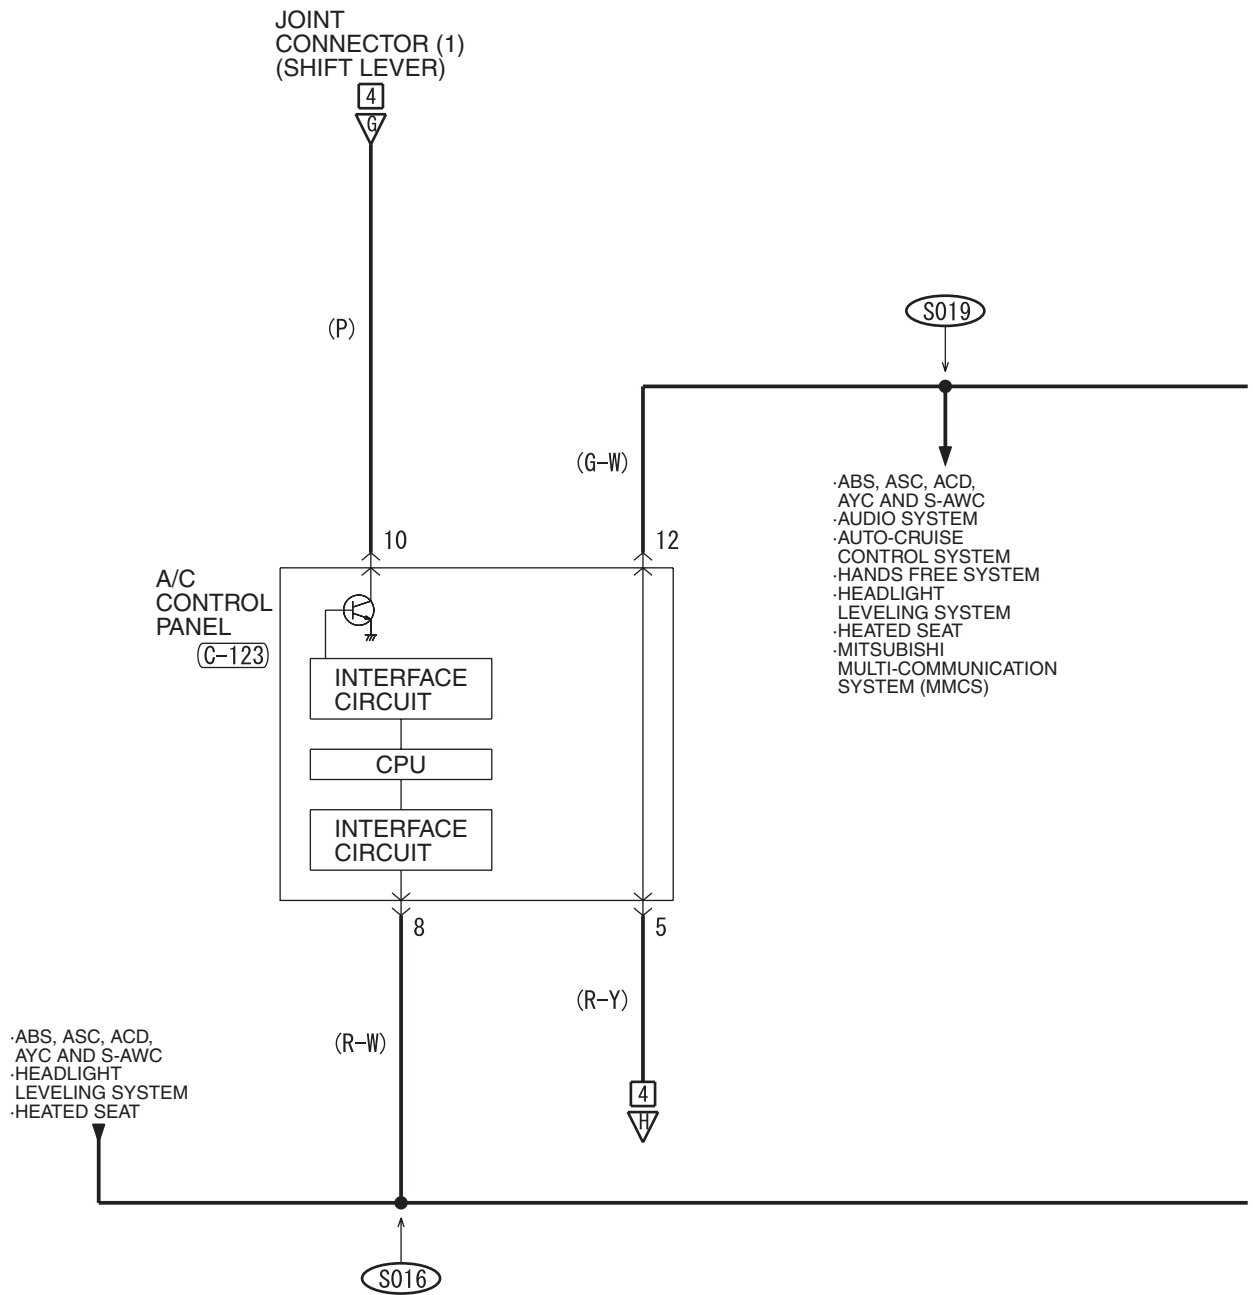 JOINT
CONNECTOR (1)
(SHIFT LEVER)
4
G
(P)
S019
(G-W)
·ABS, ASC, ACD,
AYC AND S-AWC
·AUDIO SYSTEM
·AUTO-CRUISE
CONTROL SYSTEM
·HANDS FREE SYSTEM
·HEADLIGHT
LEVELING SYSTEM
·HEATED SEAT
·MITSUBISHI
MULTI-COMMUNICATION
SYSTEM (MMCS)
10
12
A/C
CONTROL
PANEL
(C-123)
INTERFACE
CIRCUIT
CPU
INTERFACE
CIRCUIT
8
5
(R-Y)
(R-W)
·ABS, ASC, ACD,
AYC AND S-AWC
·HEADLIGHT
LEVELING SYSTEM
·HEATED SEAT
4
H
S016